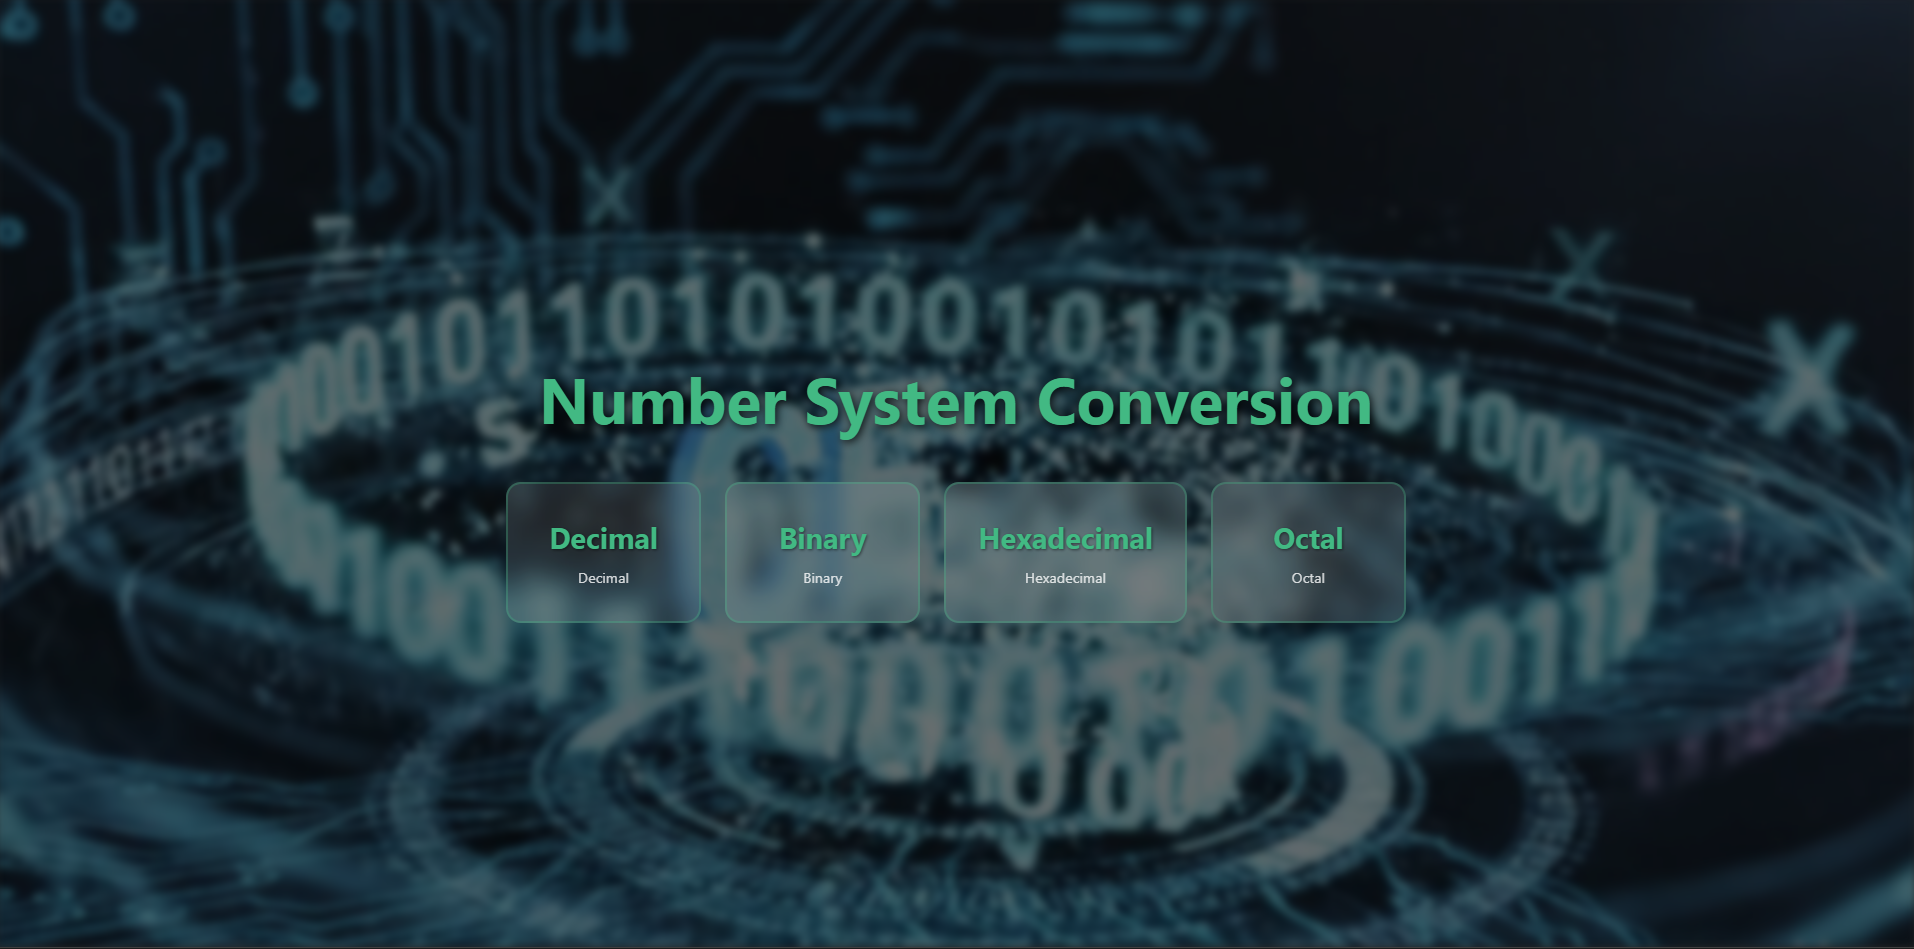 Number System Conversion
Decimal
Binary
Hexadecimal
Octal
Decimal
Binary
Hexadecimal
Octal